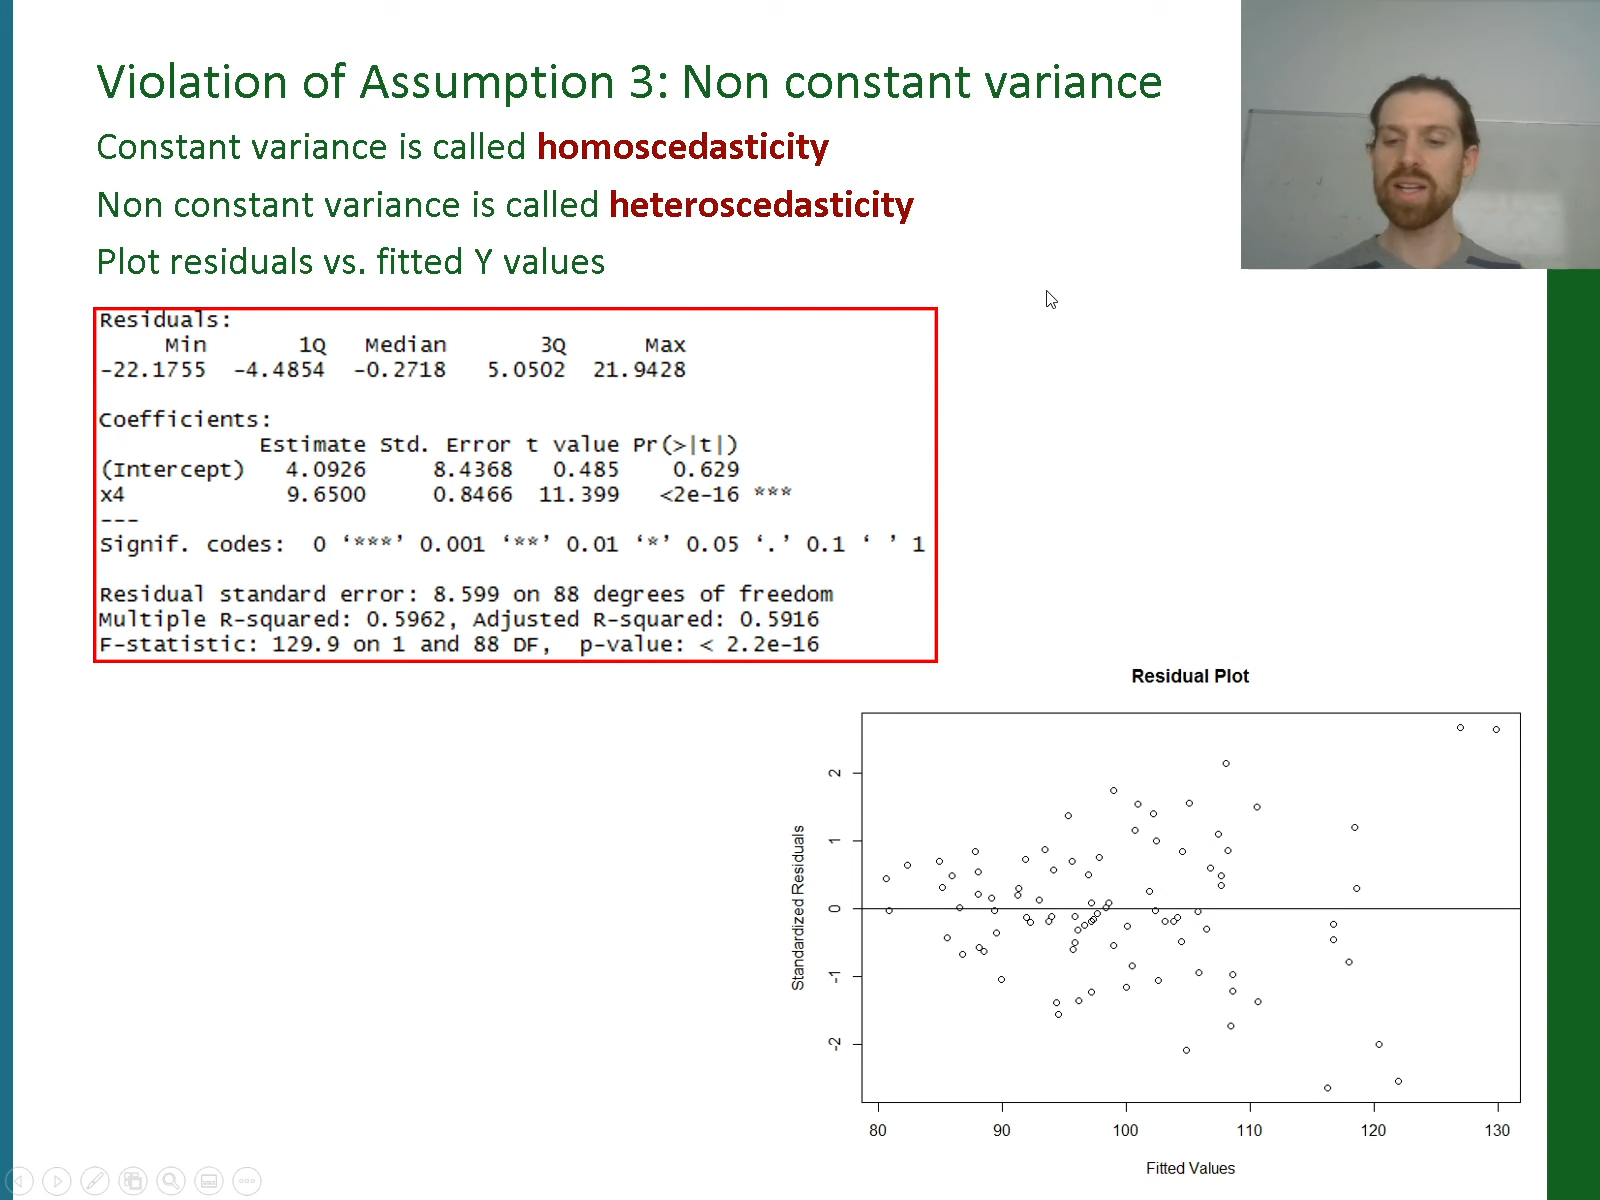 Violation of Assumption 3: Non constant variance
Constant variance is called homoscedasticity
Non constant variance is called heteroscedasticity
Plot residuals vs. fitted Y values
Residuals:
Min 1Q Median 3Q Max
-22.1755 -4.4854 -0.2718 5.0502 21.9428
Coefficients:
Estimate Std. Error t value Pr(>|t|)
(Intercept) 4.0926 8.4368 0.485 0.629
x4 9.6500 0.8466 11.399 <2e-16 ***
---
Signif. codes: 0 ‘***’ 0.001 ‘**’ 0.01 ‘*’ 0.05 ‘.’ 0.1 ‘ ’ 1
Residual standard error: 8.599 on 88 degrees of freedom
Multiple R-squared: 0.5962, Adjusted R-squared: 0.5916
F-statistic: 129.9 on 1 and 88 DF, p-value: < 2.2e-16
Residual Plot
Standardized Residuals
2
1
0
-1
-2
80 90 100 110 120 130
Fitted Values